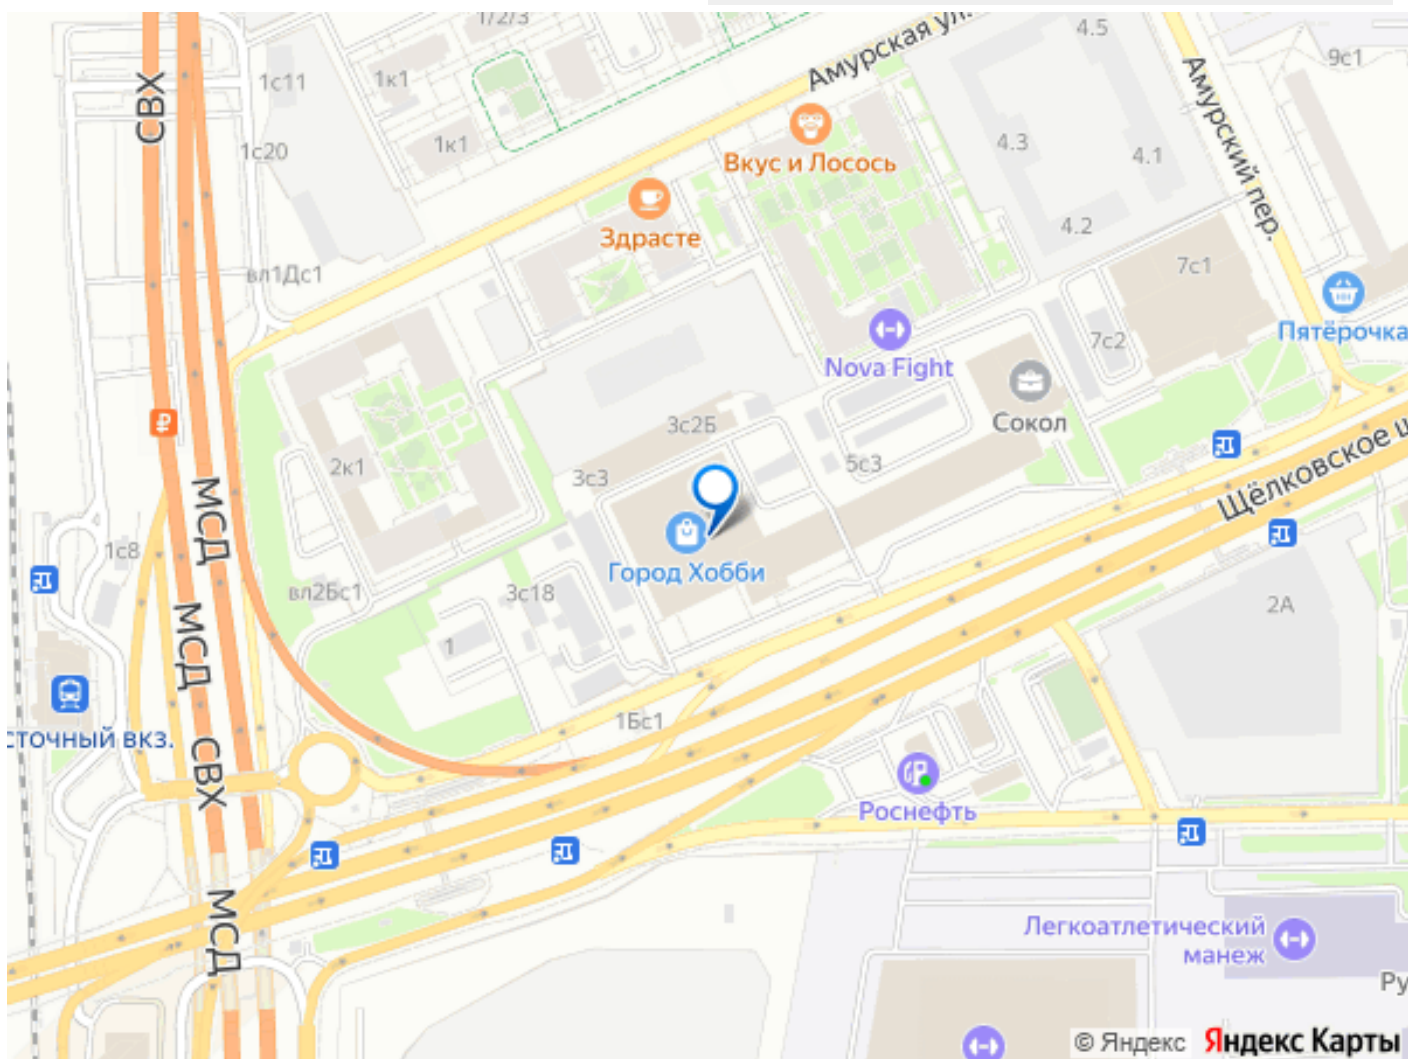 1/2/3
Амурская ул.
4.5
9с1
СВХ
1с11
1к1
Амурский пер.
1с20
1к1
Вкус и Лосось
4.3
4.1
Здрасте
4.2
вл1Дс1
7с1
Nova Fight
7с2
Пятёрочка
Сокол
3с2Б
2к1
3с3
5с3
МСД
Щёлковское ш
1с8
Город Хобби
вл2Бс1
3с18
2А
1
МСД
сточный вкз.
1Бс1
СВХ
Роснефть
МСД
Легкоатлетический
манеж
Ру
© Яндекс Яндекс Карты